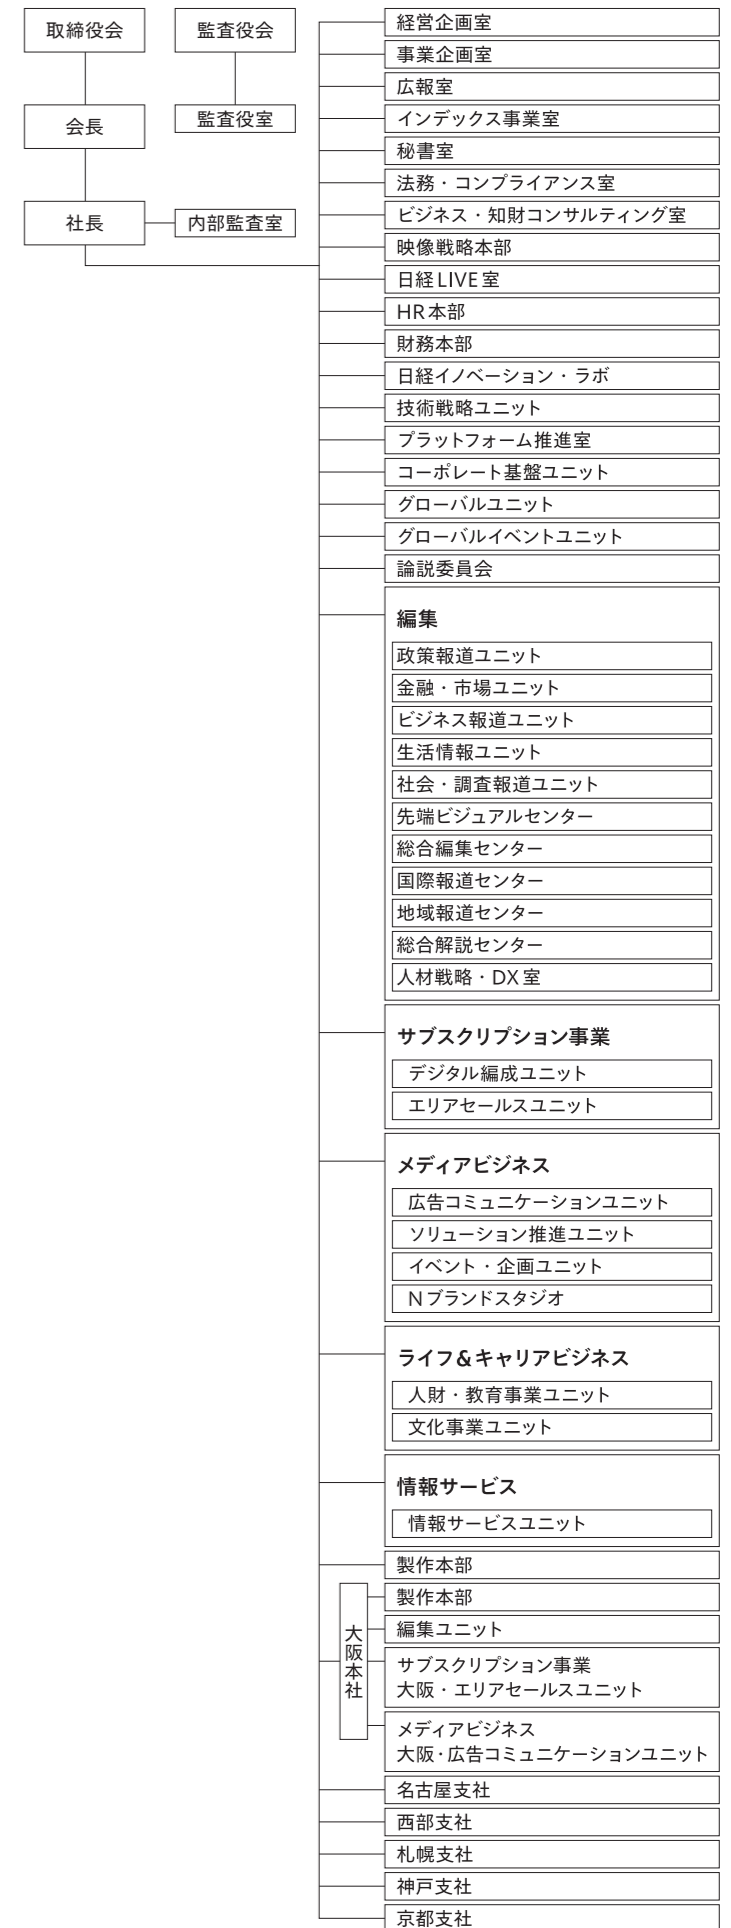 取締役会
監査役会
会長
監査役室
社長
内部監査室
経営企画室
事業企画室
広報室
インデックス事業室
秘書室
法務・コンプライアンス室
ビジネス・知財コンサルティング室
映像戦略本部
日経LIVE室
HR本部
財務本部
日経イノベーション・ラボ
技術戦略ユニット
プラットフォーム推進室
コーポレート基盤ユニット
グローバルユニット
グローバルイベントユニット
論説委員会
編集
政策報道ユニット
金融・市場ユニット
ビジネス報道ユニット
生活情報ユニット
社会・調査報道ユニット
先端ビジュアルセンター
総合編集センター
国際報道センター
地域報道センター
総合解説センター
人材戦略・DX室
サブスクリプション事業
デジタル編成ユニット
エリアセールスユニット
メディアビジネス
広告コミュニケーションユニット
ソリューション推進ユニット
イベント・企画ユニット
Nブランドスタジオ
ライフ&キャリアビジネス
人財・教育事業ユニット
文化事業ユニット
情報サービス
情報サービスユニット
製作本部
大阪本社
製作本部
編集ユニット
サブスクリプション事業
大阪・エリアセールスユニット
メディアビジネス
大阪・広告コミュニケーションユニット
名古屋支社
西部支社
札幌支社
神戸支社
京都支社